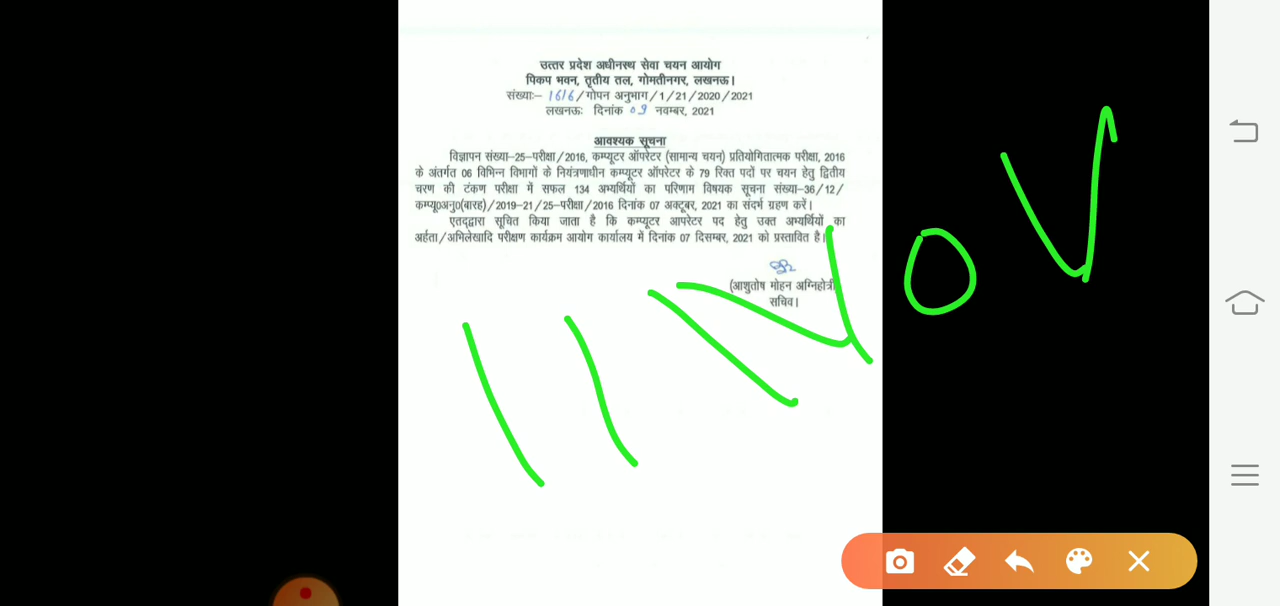 उत्तर प्रदेश अधीनस्थ सेवा चयन आयोग
पिकप भवन, तृतीय तल, गोमतीनगर, लखनऊ।
संख्याः– 1616/गोपन अनुभाग/1/21/2020/2021
लखनऊः दिनांक 09 नवम्बर, 2021
आवश्यक सूचना
विज्ञापन संख्या–25–परीक्षा/2016, कम्प्यूटर ऑपरेटर (सामान्य चयन) प्रतियोगितात्मक परीक्षा, 2016
के अंतर्गत 06 विभिन्न विभागों के नियंत्रणाधीन कम्प्यूटर ऑपरेटर के 79 रिक्त पदों पर चयन हेतु द्वितीय
चरण की टंकण परीक्षा में सफल 134 अभ्यर्थियों का परिणाम विषयक सूचना संख्या–36/12/
कम्प्यू0अनु0(बारह)/2019–21/25–परीक्षा/2016 दिनांक 07 अक्टूबर, 2021 का संदर्भ ग्रहण करें।
एतद्द्वारा सूचित किया जाता है कि कम्प्यूटर आपरेटर पद हेतु उक्त अभ्यर्थियों का
अर्हता/अभिलेखादि परीक्षण कार्यक्रम आयोग कार्यालय में दिनांक 07 दिसम्बर, 2021 को प्रस्तावित है।
(आशुतोष मोहन अग्निहोत्री)
सचिव।
11 NOV